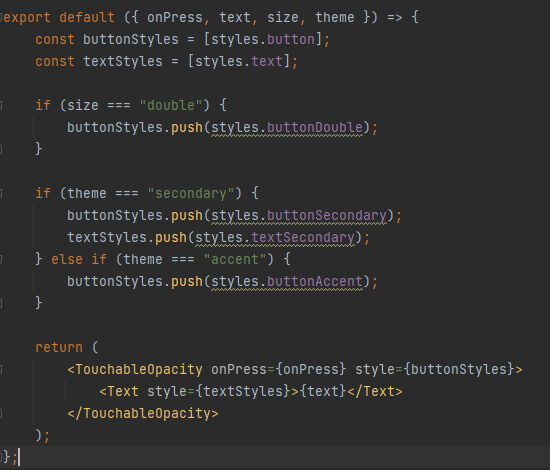 export default ({ onPress, text, size, theme }) => {
    const buttonStyles = [styles.button];
    const textStyles = [styles.text];

    if (size === "double") {
        buttonStyles.push(styles.buttonDouble);
    }

    if (theme === "secondary") {
        buttonStyles.push(styles.buttonSecondary);
        textStyles.push(styles.textSecondary);
    } else if (theme === "accent") {
        buttonStyles.push(styles.buttonAccent);
    }

    return (
        <TouchableOpacity onPress={onPress} style={buttonStyles}>
            <Text style={textStyles}>{text}</Text>
        </TouchableOpacity>
    );
};